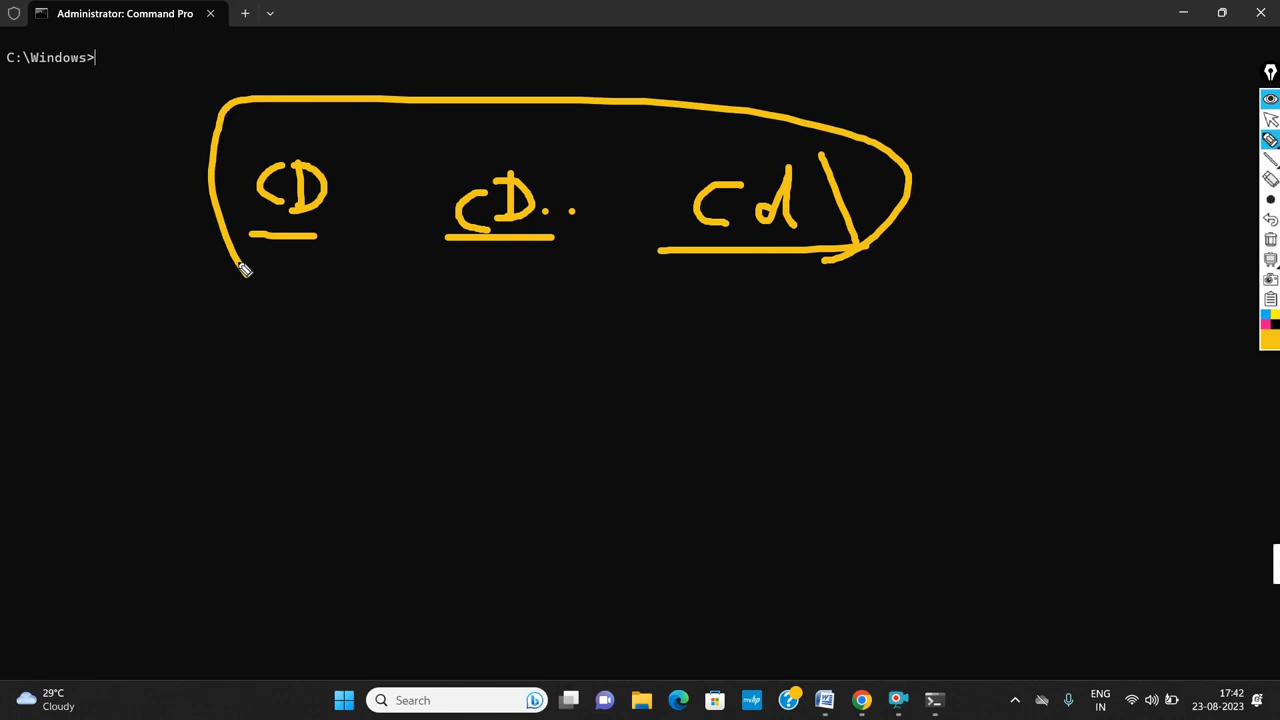 Administrator: Command Pro
C:\Windows>
CD CD.. Cd\
29°C
Cloudy
Search
ENG
IN
17:42
23-08-2023